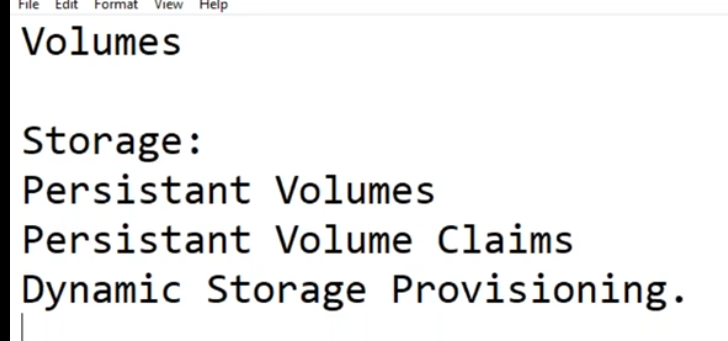 File Edit Format View Help
Volumes
Storage:
Persistant Volumes
Persistant Volume Claims
Dynamic Storage Provisioning.